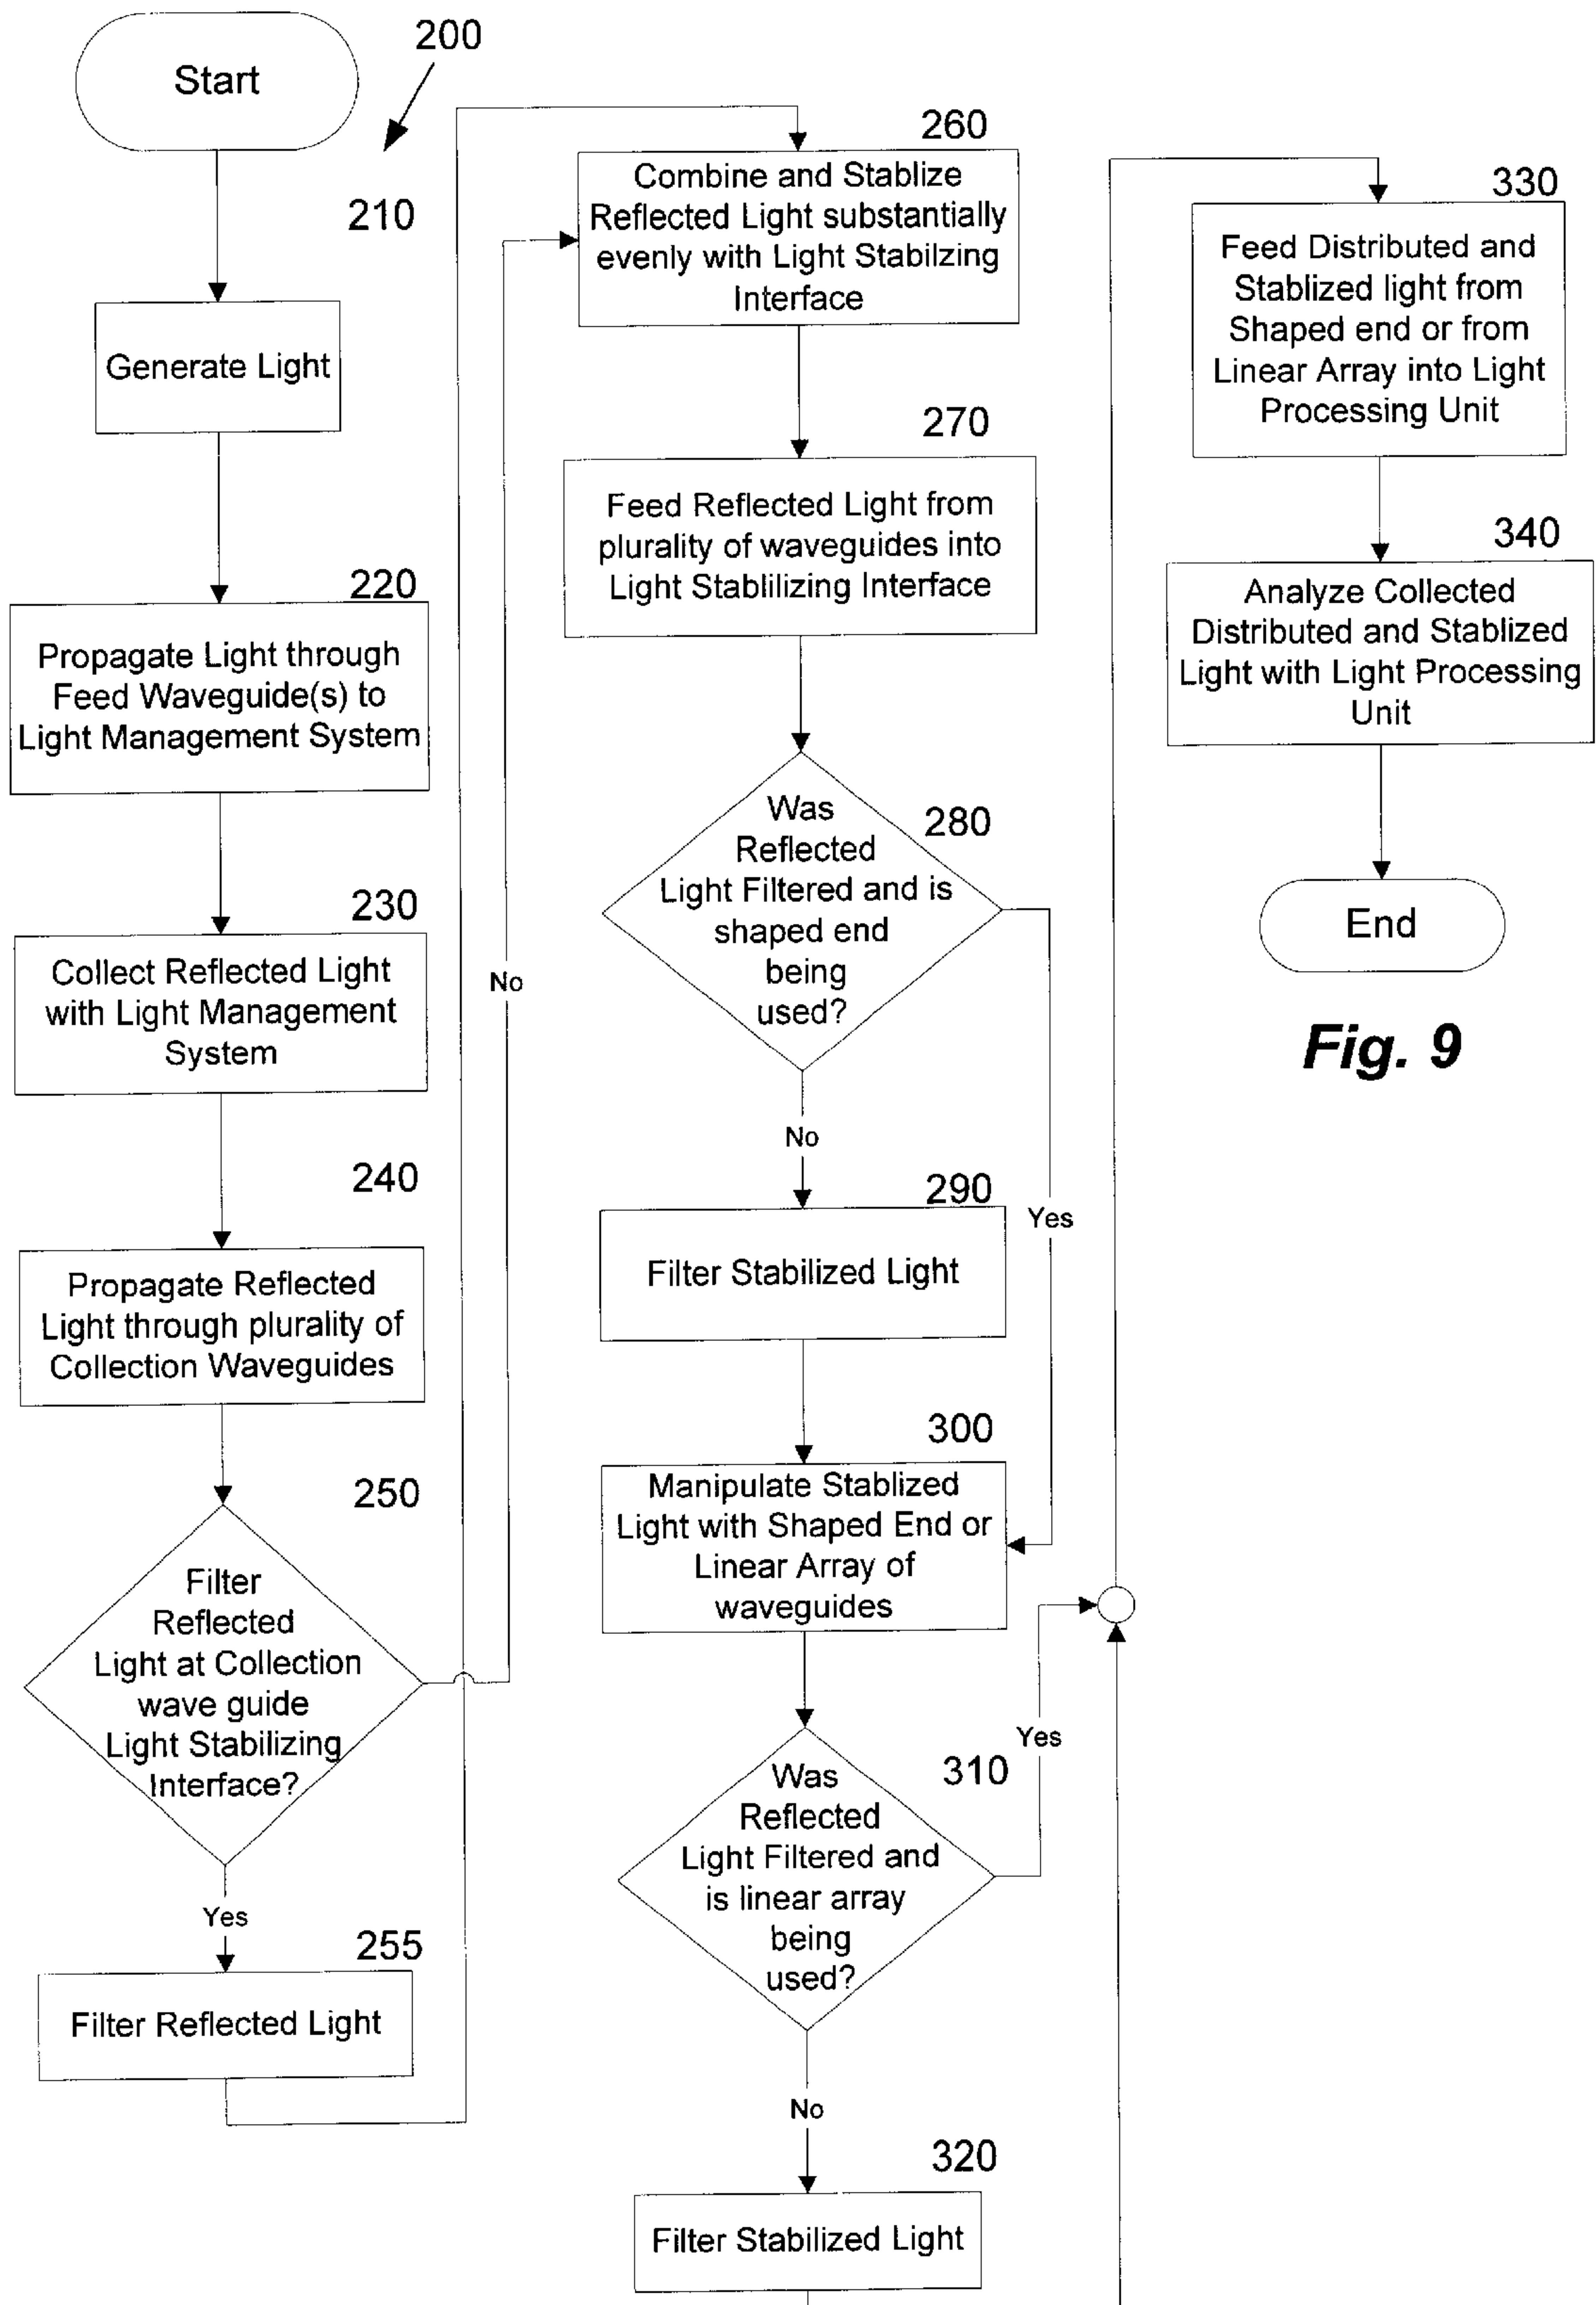 Start
200
210
Generate Light
220
Propagate Light through
Feed Waveguide(s) to
Light Management System
230
Collect Reflected Light
with Light Management
System
240
Propagate Reflected
Light through plurality of
Collection Waveguides
250
Filter
Reflected
Light at Collection
wave guide
Light Stabilizing
Interface?
No
Yes
255
Filter Reflected Light
260
Combine and Stablize
Reflected Light substantially
evenly with Light Stabilzing
Interface
270
Feed Reflected Light from
plurality of waveguides into
Light Stablilizing Interface
280
Was
Reflected
Light Filtered and is
shaped end
being
used?
No
Yes
290
Filter Stabilized Light
300
Manipulate Stablized
Light with Shaped End or
Linear Array of
waveguides
310
Was
Reflected
Light Filtered and
is linear array
being
used?
Yes
No
320
Filter Stabilized Light
330
Feed Distributed and
Stablized light from
Shaped end or from
Linear Array into Light
Processing Unit
340
Analyze Collected
Distributed and Stablized
Light with Light Processing
Unit
End
Fig. 9